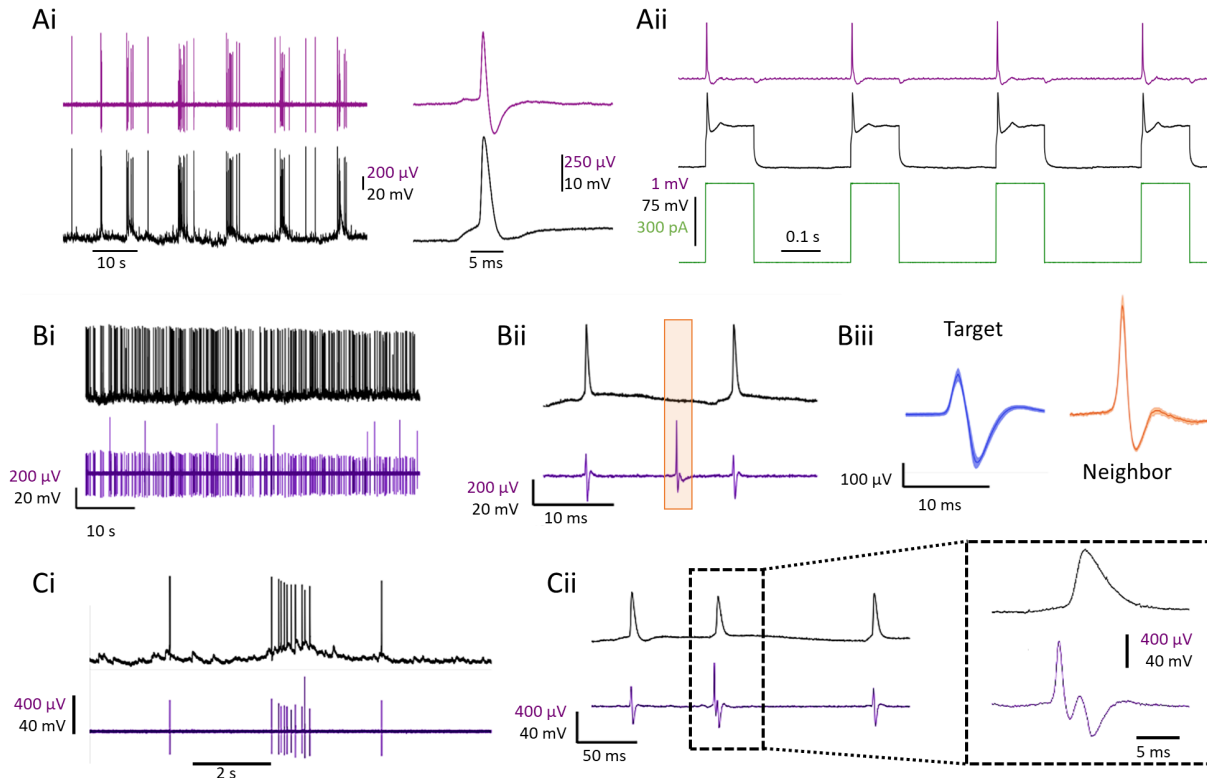 Ai
200 µV
20 mV
10 s
250 µV
10 mV
5 ms
Aii
1 mV
75 mV
300 pA
0.1 s
Bi
200 µV
20 mV
10 s
Bii
200 µV
20 mV
10 ms
Biii
Target
Neighbor
100 µV
10 ms
Ci
400 µV
40 mV
2 s
Cii
400 µV
40 mV
50 ms
400 µV
40 mV
5 ms